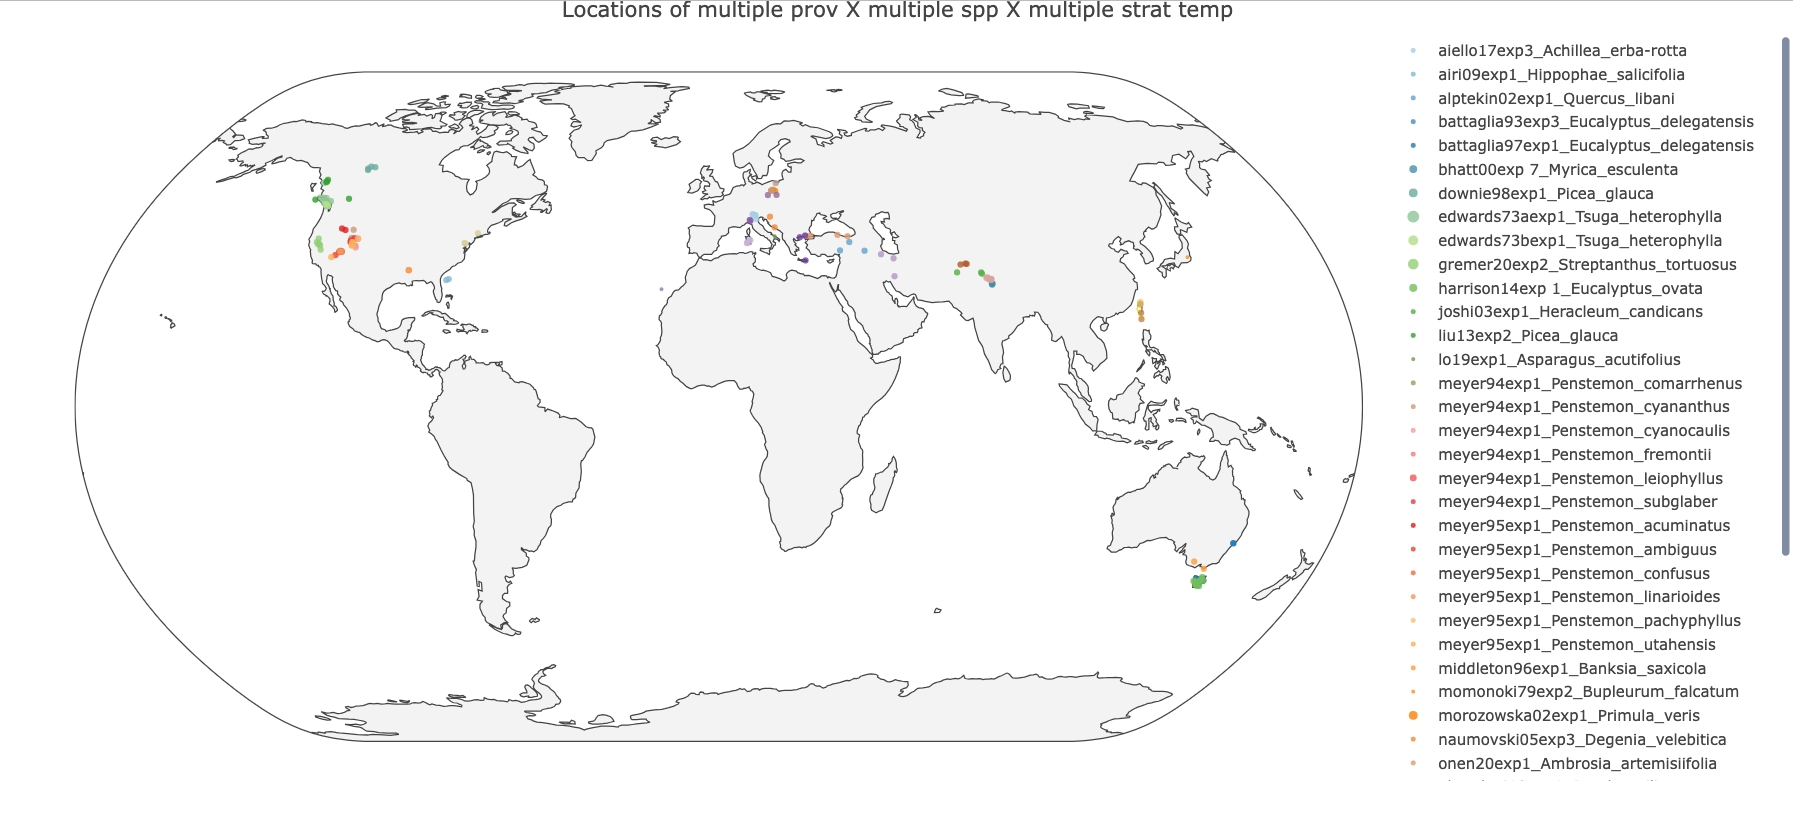 Locations of multiple prov X multiple spp X multiple strat temp
aiello17exp3_Achillea_erba-rotta
airi09exp1_Hippophae_salicifolia
alptekin02exp1_Quercus_libani
battaglia93exp3_Eucalyptus_delegatensis
battaglia97exp1_Eucalyptus_delegatensis
bhatt00exp 7_Myrica_esculenta
downie98exp1_Picea_glauca
edwards73aexp1_Tsuga_heterophylla
edwards73bexp1_Tsuga_heterophylla
gremer20exp2_Streptanthus_tortuosus
harrison14exp 1_Eucalyptus_ovata
joshi03exp1_Heracleum_candicans
liu13exp2_Picea_glauca
lo19exp1_Asparagus_acutifolius
meyer94exp1_Penstemon_comarrhenus
meyer94exp1_Penstemon_cyananthus
meyer94exp1_Penstemon_cyanocaulis
meyer94exp1_Penstemon_fremontii
meyer94exp1_Penstemon_leiophyllus
meyer94exp1_Penstemon_subglaber
meyer95exp1_Penstemon_acuminatus
meyer95exp1_Penstemon_ambiguus
meyer95exp1_Penstemon_confusus
meyer95exp1_Penstemon_linarioides
meyer95exp1_Penstemon_pachyphyllus
meyer95exp1_Penstemon_utahensis
middleton96exp1_Banksia_saxicola
momonoki79exp2_Bupleurum_falcatum
morozowska02exp1_Primula_veris
naumovski05exp3_Degenia_velebitica
onen20exp1_Ambrosia_artemisiifolia